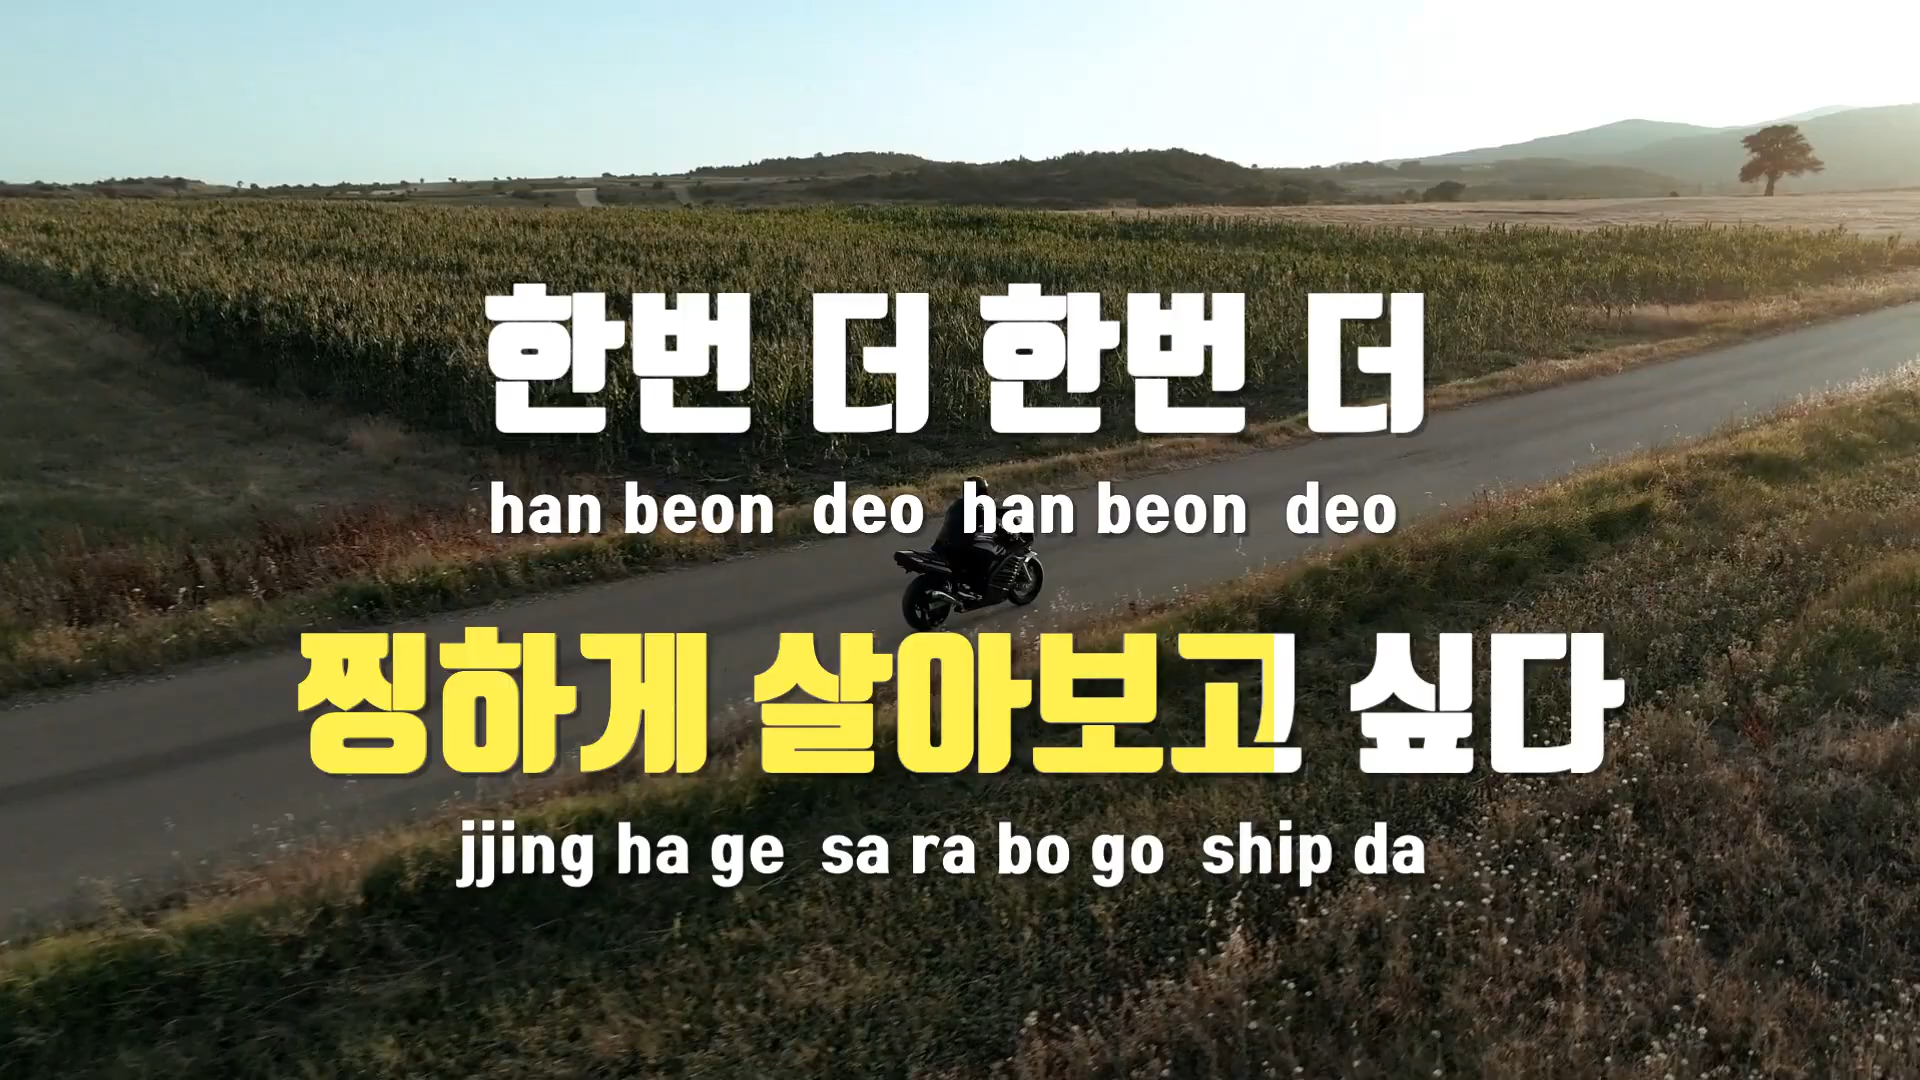 한번 더 한번 더
han beon deo han beon deo
찡하게 살아보고 싶다
jjing ha ge sa ra bo go ship da